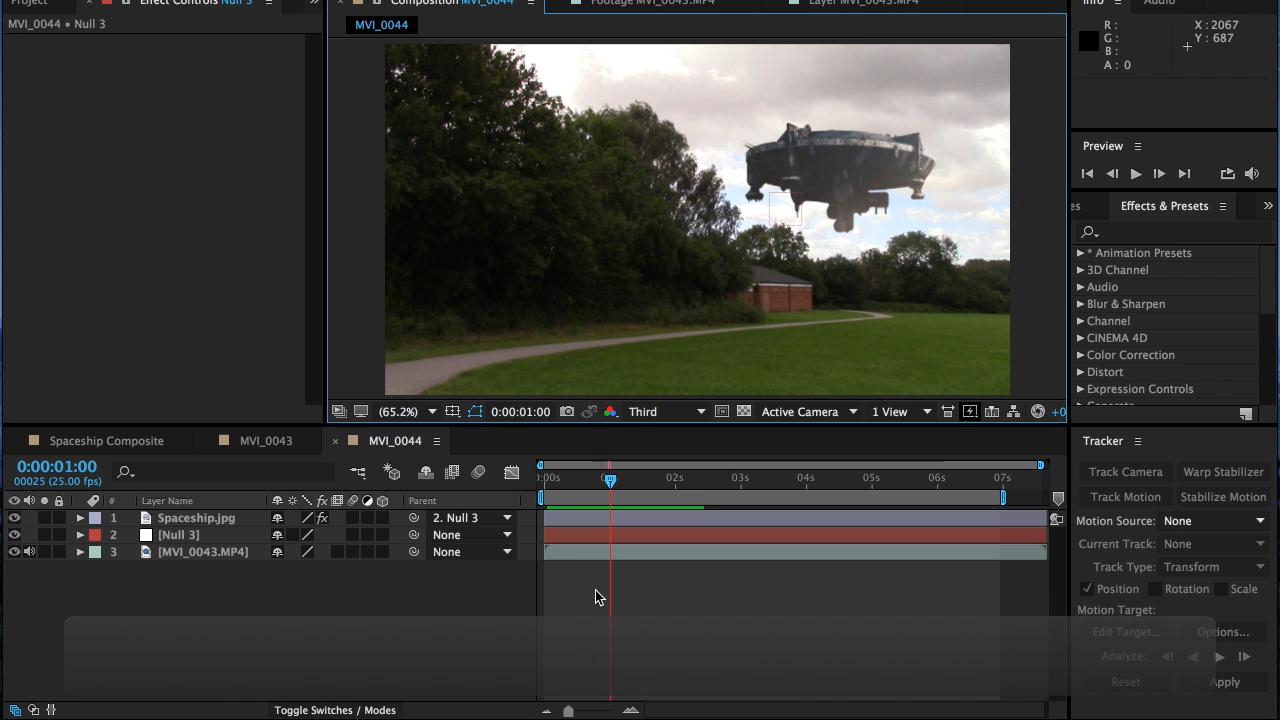 Project
Effect Controls Null 3
MVI_0044 • Null 3
Composition MVI_0044
Footage MVI_0043.MP4
Layer MVI_0043.MP4
MVI_0044
(65.2%)
0:00:01:00
Third
Active Camera
1 View
+0
Info
Audio
R :
G :
B :
A : 0
X : 2067
Y : 687
Preview
Effects & Presets
* Animation Presets
3D Channel
Audio
Blur & Sharpen
Channel
CINEMA 4D
Color Correction
Distort
Expression Controls
Spaceship Composite
MVI_0043
MVI_0044
0:00:01:00
00025 (25.00 fps)
:00s
02s
03s
04s
05s
06s
07s
#
Layer Name
fx
Parent
1
Spaceship.jpg
fx
2. Null 3
2
[Null 3]
None
3
[MVI_0043.MP4]
None
Toggle Switches / Modes
Tracker
Track Camera
Warp Stabilizer
Track Motion
Stabilize Motion
Motion Source: None
Current Track: None
Track Type: Transform
Position
Rotation
Scale
Motion Target:
Edit Target...
Options...
Analyze:
Reset
Apply